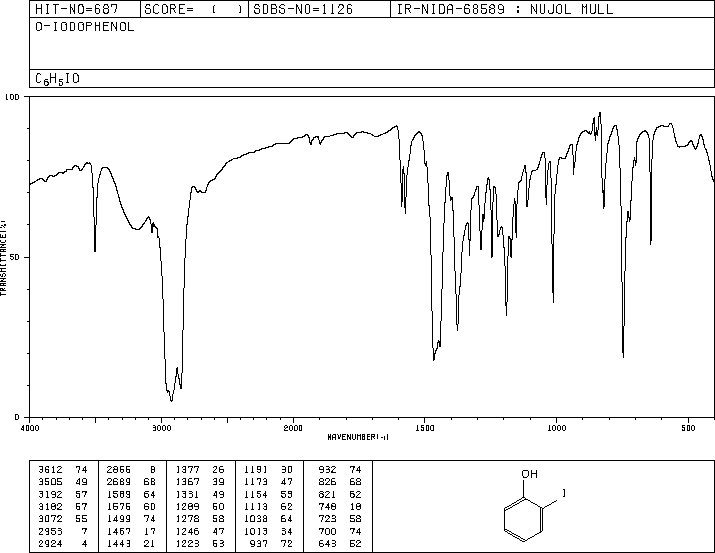 HIT-NO=687 SCORE= ( ) SDBS-NO=1126 IR-NIDA-68589 : NUJOL MULL
O-IODOPHENOL
C6H5IO
100
TRANSMITTANCE(%)
50
0
4000 3000 2000 1500 1000 500
WAVENUMBER(-1)
3612 74 2866 8 1377 26 1191 30 932 74
3505 49 2689 68 1367 39 1173 47 826 68
3192 57 1589 64 1331 49 1154 53 821 62
3182 57 1576 60 1289 50 1113 62 748 18
3072 55 1499 74 1278 58 1038 64 723 58
2953 7 1467 17 1246 47 1013 34 700 74
2924 4 1443 21 1223 53 937 72 643 52
OH
I